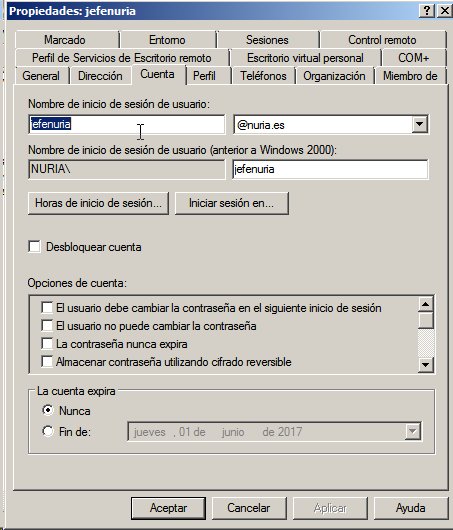 Propiedades: jefenuria
Marcado Entorno Sesiones Control remoto
Perfil de Servicios de Escritorio remoto Escritorio virtual personal COM+
General Dirección Cuenta Perfil Teléfonos Organización Miembro de
Nombre de inicio de sesión de usuario:
jefenuria @nuria.es
Nombre de inicio de sesión de usuario (anterior a Windows 2000):
NURIA\ jefenuria
Horas de inicio de sesión... Iniciar sesión en...
Desbloquear cuenta
Opciones de cuenta:
El usuario debe cambiar la contraseña en el siguiente inicio de sesión
El usuario no puede cambiar la contraseña
La contraseña nunca expira
Almacenar contraseña utilizando cifrado reversible
La cuenta expira
Nunca
Fin de: jueves , 01 de junio de 2017
Aceptar Cancelar Aplicar Ayuda